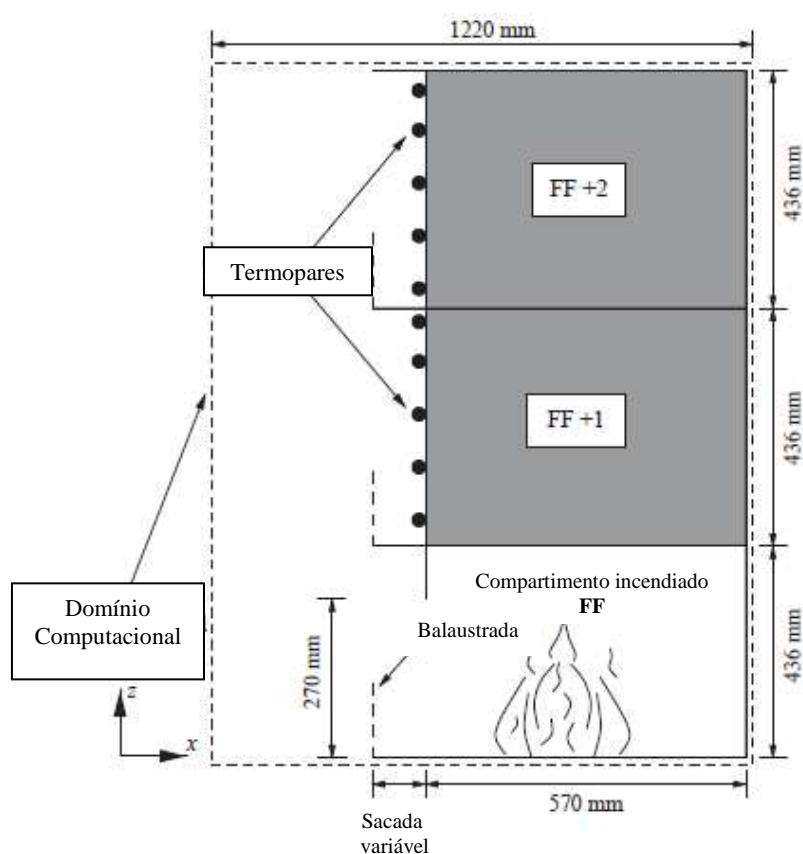 1220 mm
FF +2
436 mm
Termopares
FF +1
436 mm
Compartimento incendiado
FF
Domínio
Computacional
Balaustrada
270 mm
436 mm
z
x
570 mm
Sacada
variável